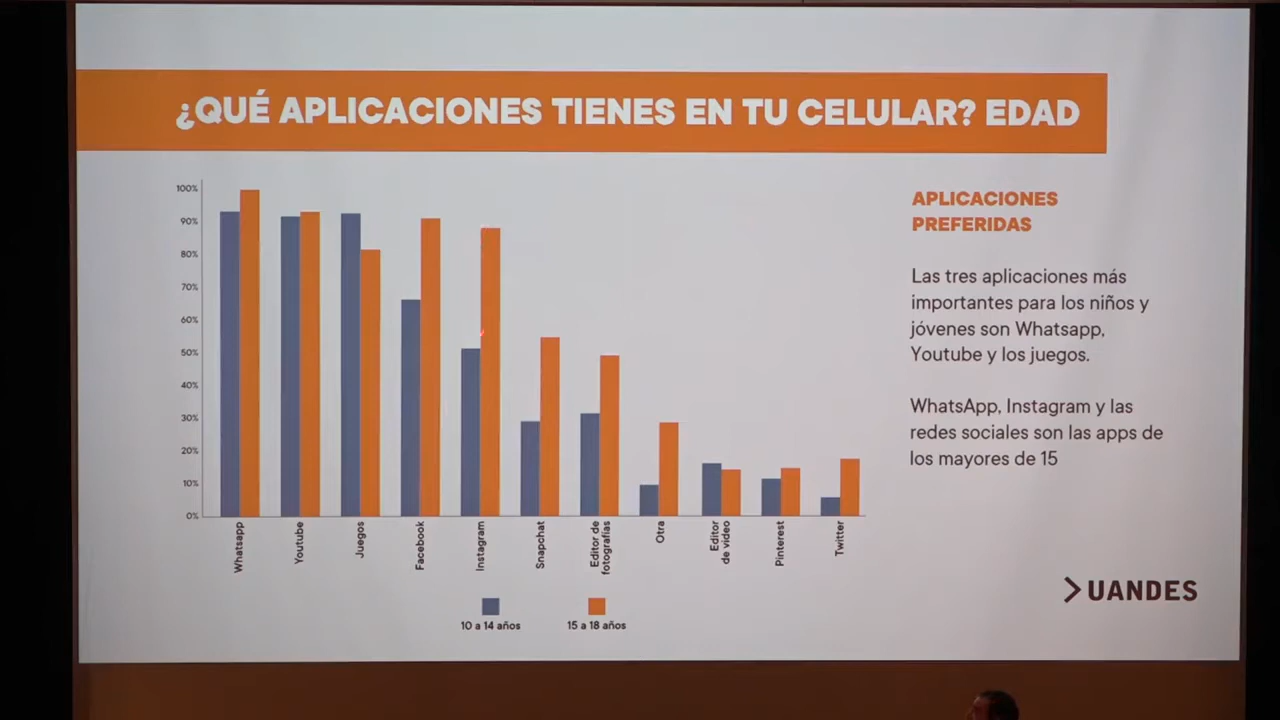 ¿QUÉ APLICACIONES TIENES EN TU CELULAR? EDAD
100%
90%
80%
70%
60%
50%
40%
30%
20%
10%
0%
Whatsapp
Youtube
Juegos
Facebook
Instagram
Snapchat
Editor de
fotografías
Otra
Editor
de vídeo
Pinterest
Twitter
10 a 14 años
15 a 18 años
APLICACIONES
PREFERIDAS
Las tres aplicaciones más
importantes para los niños y
jóvenes son Whatsapp,
Youtube y los juegos.
WhatsApp, Instagram y las
redes sociales son las apps de
los mayores de 15
UANDES